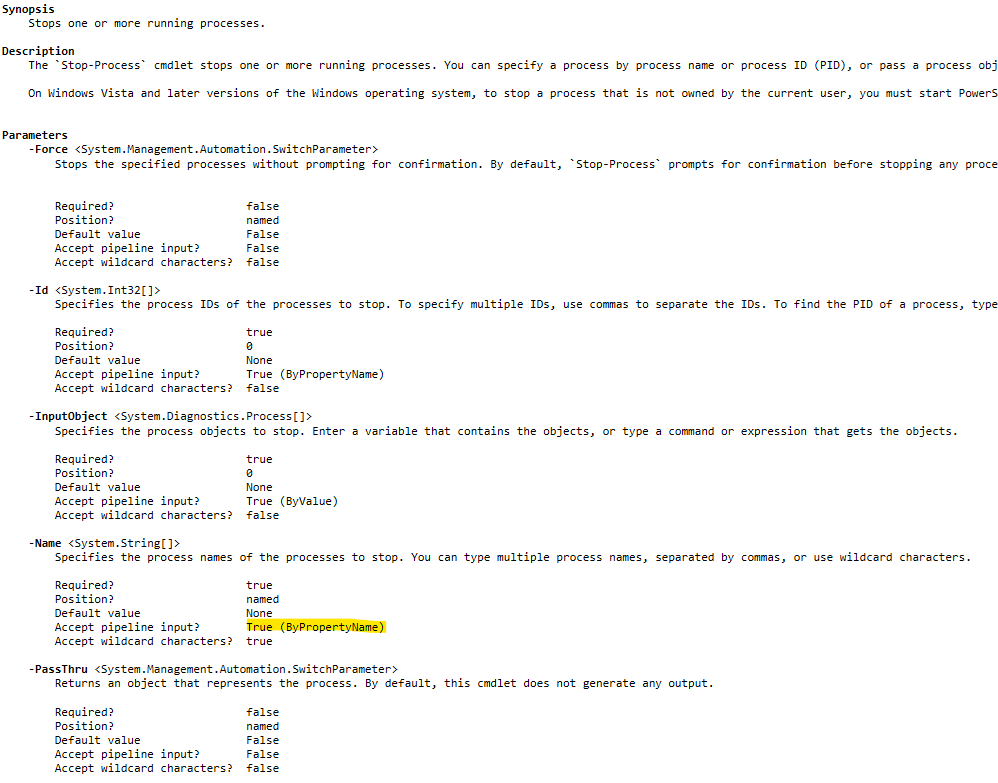 Synopsis
Stops one or more running processes.
Description
The `Stop-Process` cmdlet stops one or more running processes. You can specify a process by process name or process ID (PID), or pass a process obj
On Windows Vista and later versions of the Windows operating system, to stop a process that is not owned by the current user, you must start PowerS
Parameters
-Force <System.Management.Automation.SwitchParameter>
Stops the specified processes without prompting for confirmation. By default, `Stop-Process` prompts for confirmation before stopping any proce
Required? false
Position? named
Default value False
Accept pipeline input? False
Accept wildcard characters? false
-Id <System.Int32[]>
Specifies the process IDs of the processes to stop. To specify multiple IDs, use commas to separate the IDs. To find the PID of a process, type
Required? true
Position? 0
Default value None
Accept pipeline input? True (ByPropertyName)
Accept wildcard characters? false
-InputObject <System.Diagnostics.Process[]>
Specifies the process objects to stop. Enter a variable that contains the objects, or type a command or expression that gets the objects.
Required? true
Position? 0
Default value None
Accept pipeline input? True (ByValue)
Accept wildcard characters? false
-Name <System.String[]>
Specifies the process names of the processes to stop. You can type multiple process names, separated by commas, or use wildcard characters.
Required? true
Position? named
Default value None
Accept pipeline input? True (ByPropertyName)
Accept wildcard characters? true
-PassThru <System.Management.Automation.SwitchParameter>
Returns an object that represents the process. By default, this cmdlet does not generate any output.
Required? false
Position? named
Default value False
Accept pipeline input? False
Accept wildcard characters? false